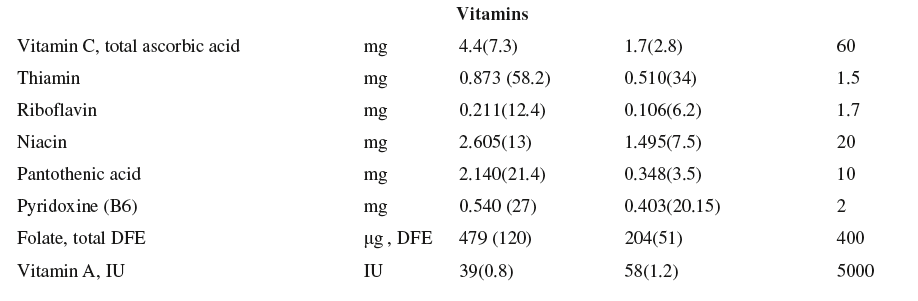 Vitamins
Vitamin C, total ascorbic acid mg 4.4(7.3) 1.7(2.8) 60
Thiamin mg 0.873 (58.2) 0.510(34) 1.5
Riboflavin mg 0.211(12.4) 0.106(6.2) 1.7
Niacin mg 2.605(13) 1.495(7.5) 20
Pantothenic acid mg 2.140(21.4) 0.348(3.5) 10
Pyridoxine (B6) mg 0.540 (27) 0.403(20.15) 2
Folate, total DFE µg , DFE 479 (120) 204(51) 400
Vitamin A, IU IU 39(0.8) 58(1.2) 5000